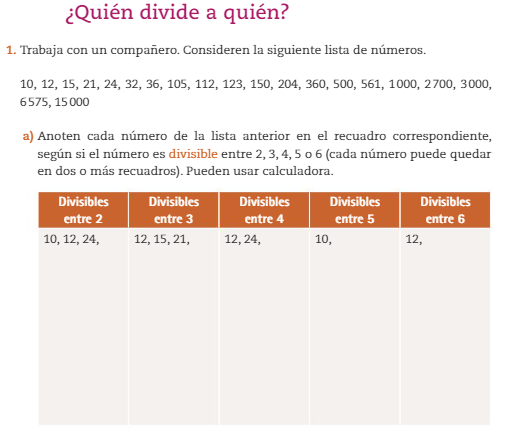 ¿Quién divide a quién?
1. Trabaja con un compañero. Consideren la siguiente lista de números.
10, 12, 15, 21, 24, 32, 36, 105, 112, 123, 150, 204, 360, 500, 561, 1000, 2700, 3000,
6575, 15000
a) Anoten cada número de la lista anterior en el recuadro correspondiente,
según si el número es divisible entre 2, 3, 4, 5 o 6 (cada número puede quedar
en dos o más recuadros). Pueden usar calculadora.
Divisibles entre 2 Divisibles entre 3 Divisibles entre 4 Divisibles entre 5 Divisibles entre 6
10, 12, 24, 12, 15, 21, 12, 24, 10, 12,